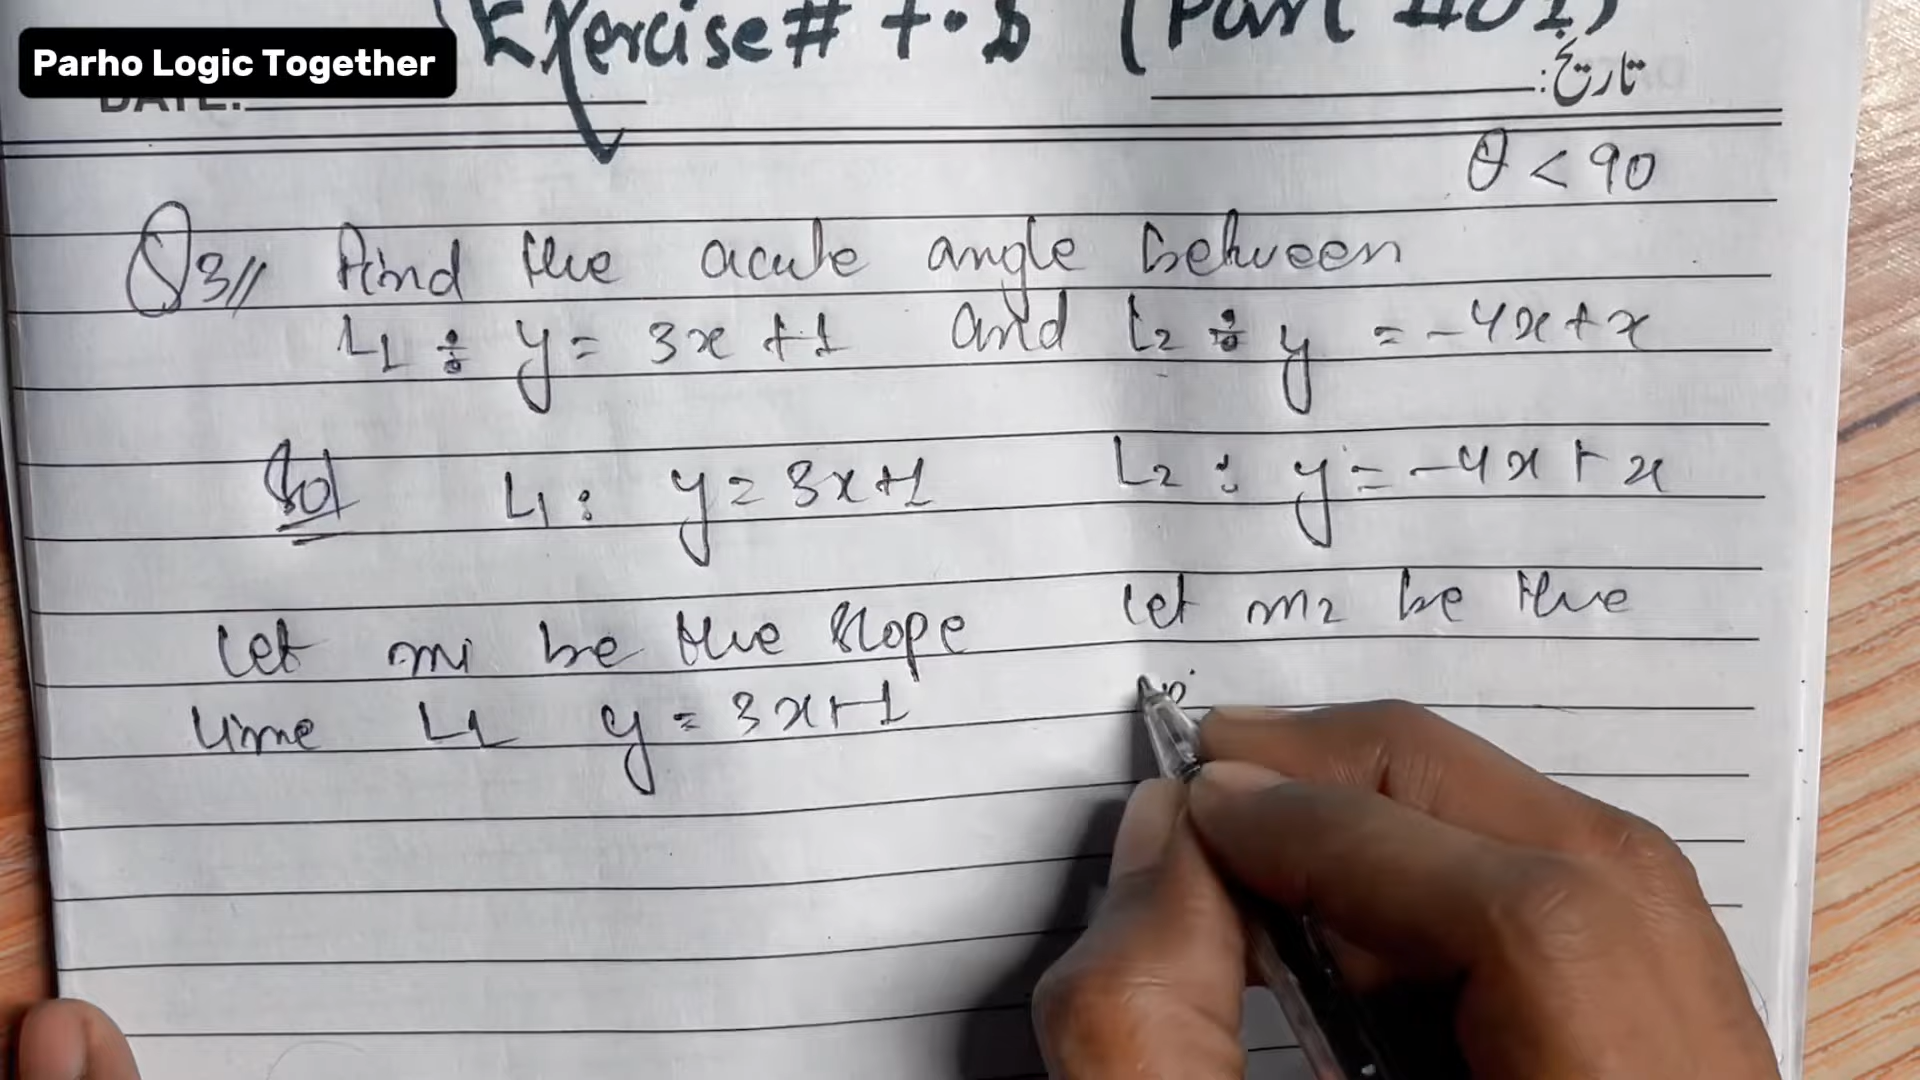 Parho Logic Together
Exercise# 7.3 (Part #01)
DATE:
تاریخ:
θ < 90
Q3// Find the acute angle between
L1 : y = 3x +1 and L2 : y = -4x+x
Sol L1: y = 3x+1 L2 : y = -4x + x
let m1 be the slope let m2 be the
line L1 y = 3x+1